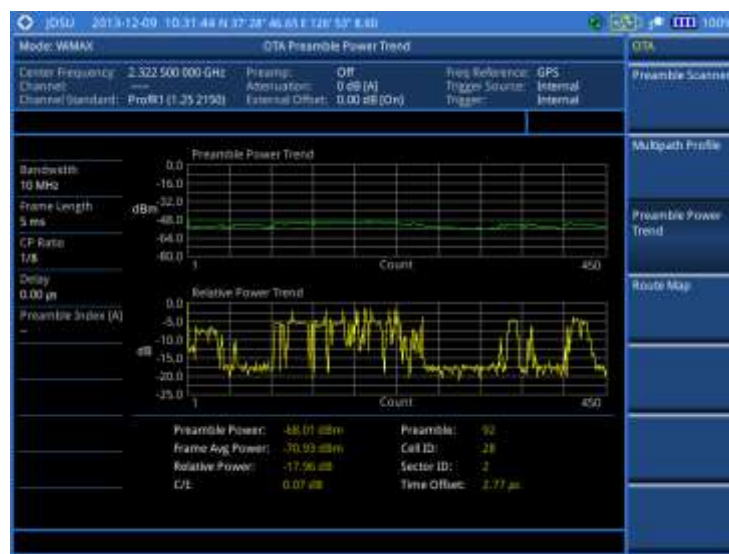 JDSU 2013-12-09 10:31:44 N 37° 28' 46.65 E 126° 53' 8.80 100%
Mode: WiMAX OTA Preamble Power Trend OTA
Center Frequency: 2.322 500 000 GHz Preamp: Off Freq Reference: GPS
Channel: --- Attenuation: 0 dB [A] Trigger Source: Internal
Channel Standard: External Offset: 0.00 dB [On] Trigger: Internal
Preamble Scanner
Multipath Profile
Preamble Power Trend
Route Map
Bandwidth
10 MHz
Frame Length
5 ms
CP Ratio
1/8
Delay
0.00 μs
Preamble Index [A]
--
Preamble Power Trend
0.0
-16.0
-32.0
dBm
-48.0
-64.0
-80.0
1 Count 450
Relative Power Trend
0.0
-5.0
-10.0
dB
-15.0
-20.0
-25.0
1 Count 450
Preamble Power: -68.01 dBm Preamble: 92
Frame Avg Power: -70.93 dBm Cell ID: 28
Relative Power: -17.96 dB Sector ID: 2
C/I: 0.07 dB Time Offset: 2.77 μs